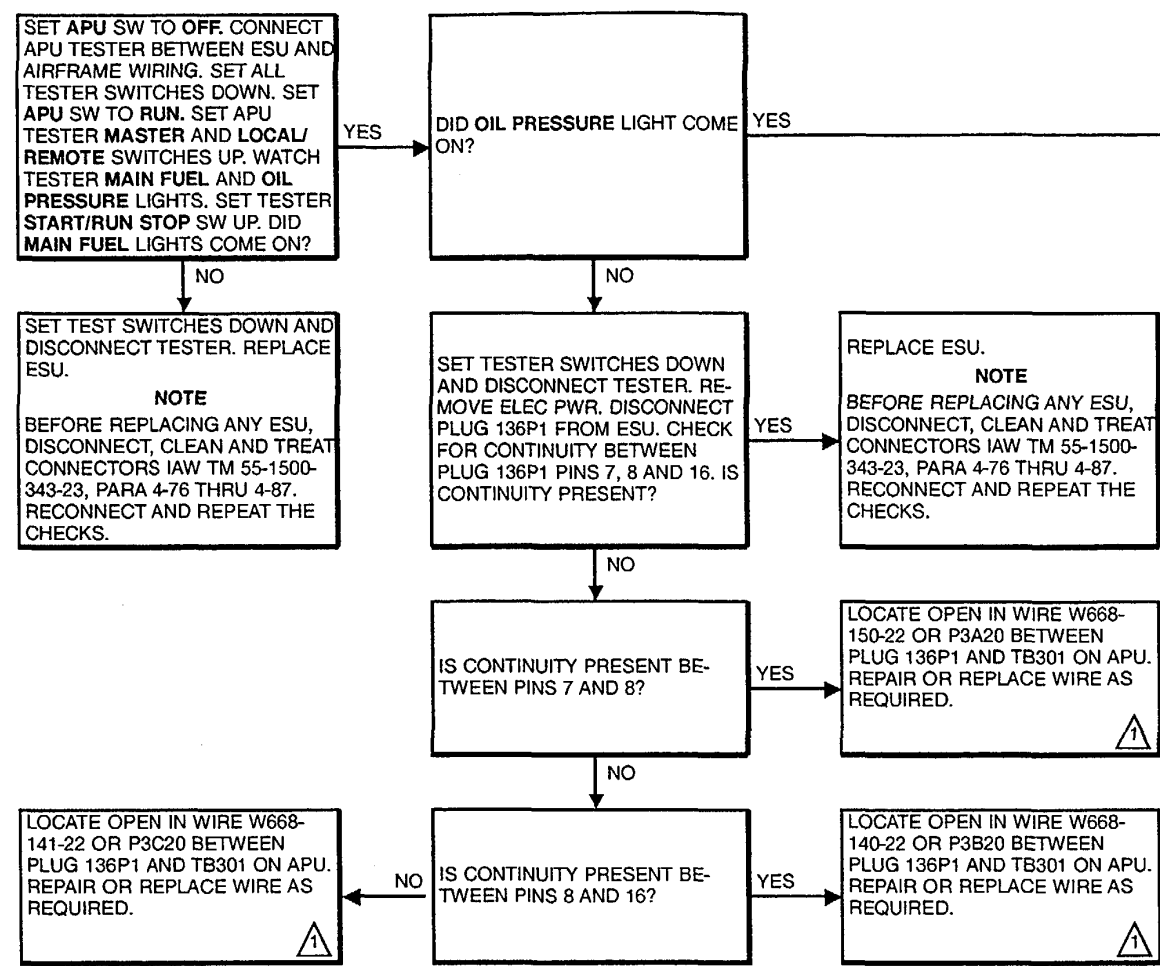 SET APU SW TO OFF. CONNECT
APU TESTER BETWEEN ESU AND
AIRFRAME WIRING. SET ALL
TESTER SWITCHES DOWN. SET
APU SW TO RUN. SET APU
TESTER MASTER AND LOCAL/
REMOTE SWITCHES UP. WATCH
TESTER MAIN FUEL AND OIL
PRESSURE LIGHTS. SET TESTER
START/RUN STOP SW UP. DID
MAIN FUEL LIGHTS COME ON?
YES
DID OIL PRESSURE LIGHT COME
ON?
YES
NO
NO
SET TEST SWITCHES DOWN AND
DISCONNECT TESTER. REPLACE
ESU.
NOTE
BEFORE REPLACING ANY ESU,
DISCONNECT, CLEAN AND TREAT
CONNECTORS IAW TM 55-1500-
343-23, PARA 4-76 THRU 4-87.
RECONNECT AND REPEAT THE
CHECKS.
SET TESTER SWITCHES DOWN
AND DISCONNECT TESTER. RE-
MOVE ELEC PWR. DISCONNECT
PLUG 136P1 FROM ESU. CHECK
FOR CONTINUITY BETWEEN
PLUG 136P1 PINS 7, 8 AND 16. IS
CONTINUITY PRESENT?
YES
REPLACE ESU.
NOTE
BEFORE REPLACING ANY ESU,
DISCONNECT, CLEAN AND TREAT
CONNECTORS IAW TM 55-1500-
343-23, PARA 4-76 THRU 4-87.
RECONNECT AND REPEAT THE
CHECKS.
NO
IS CONTINUITY PRESENT BE-
TWEEN PINS 7 AND 8?
YES
LOCATE OPEN IN WIRE W668-
150-22 OR P3A20 BETWEEN
PLUG 136P1 AND TB301 ON APU.
REPAIR OR REPLACE WIRE AS
REQUIRED.
1
NO
LOCATE OPEN IN WIRE W668-
141-22 OR P3C20 BETWEEN
PLUG 136P1 AND TB301 ON APU.
REPAIR OR REPLACE WIRE AS
REQUIRED.
1
NO
IS CONTINUITY PRESENT BE-
TWEEN PINS 8 AND 16?
YES
LOCATE OPEN IN WIRE W668-
140-22 OR P3B20 BETWEEN
PLUG 136P1 AND TB301 ON APU.
REPAIR OR REPLACE WIRE AS
REQUIRED.
1